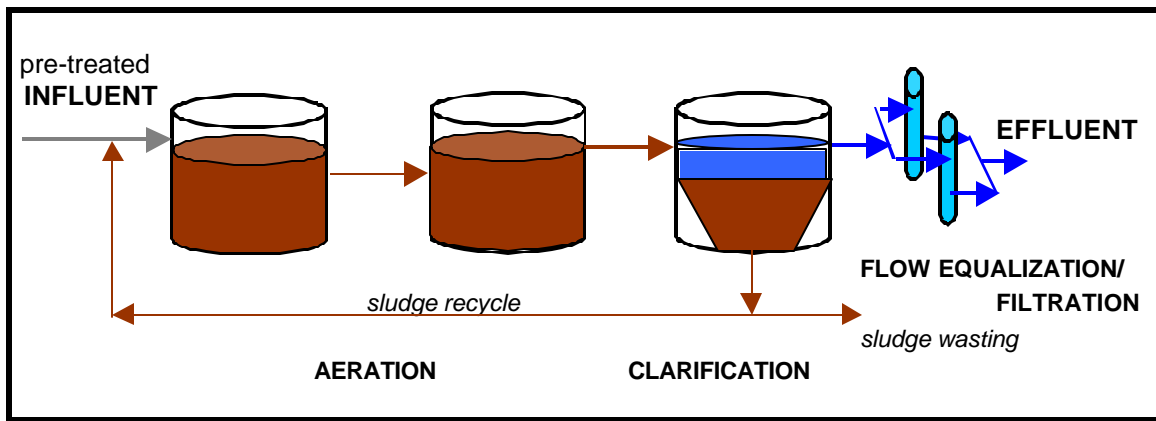 pre-treated
INFLUENT
EFFLUENT
FLOW EQUALIZATION/
FILTRATION
sludge recycle
sludge wasting
AERATION
CLARIFICATION